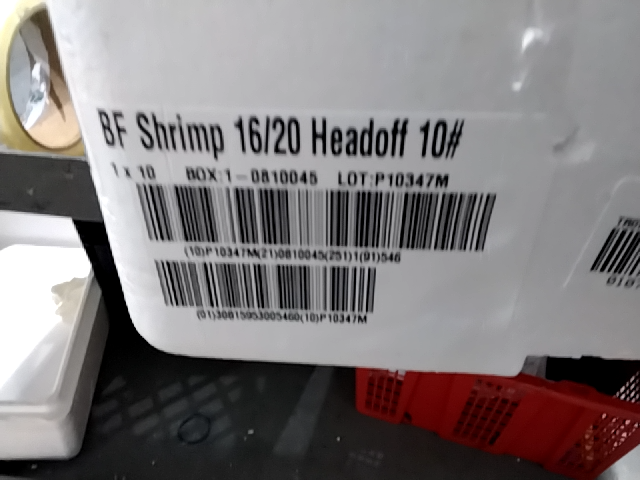 BF Shrimp 16/20 Headoff 10#
1 x 10 BOX:1-0810045 LOT:P10347M
(10)P10347M(21)0810045(251)1(91)546
(01)30815953005460(10)P10347M